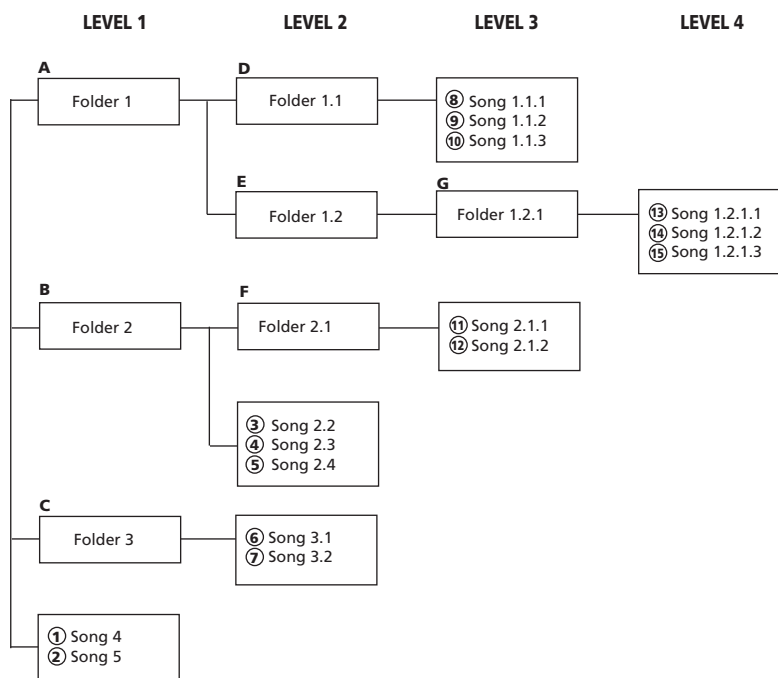 LEVEL 1 LEVEL 2 LEVEL 3 LEVEL 4
A D
Folder 1 Folder 1.1 ⑧ Song 1.1.1
⑨ Song 1.1.2
⑩ Song 1.1.3
E G
Folder 1.2 Folder 1.2.1 ⑬ Song 1.2.1.1
⑭ Song 1.2.1.2
⑮ Song 1.2.1.3
B F
Folder 2 Folder 2.1 ⑪ Song 2.1.1
⑫ Song 2.1.2
③ Song 2.2
④ Song 2.3
⑤ Song 2.4
C
Folder 3 ⑥ Song 3.1
⑦ Song 3.2
① Song 4
② Song 5